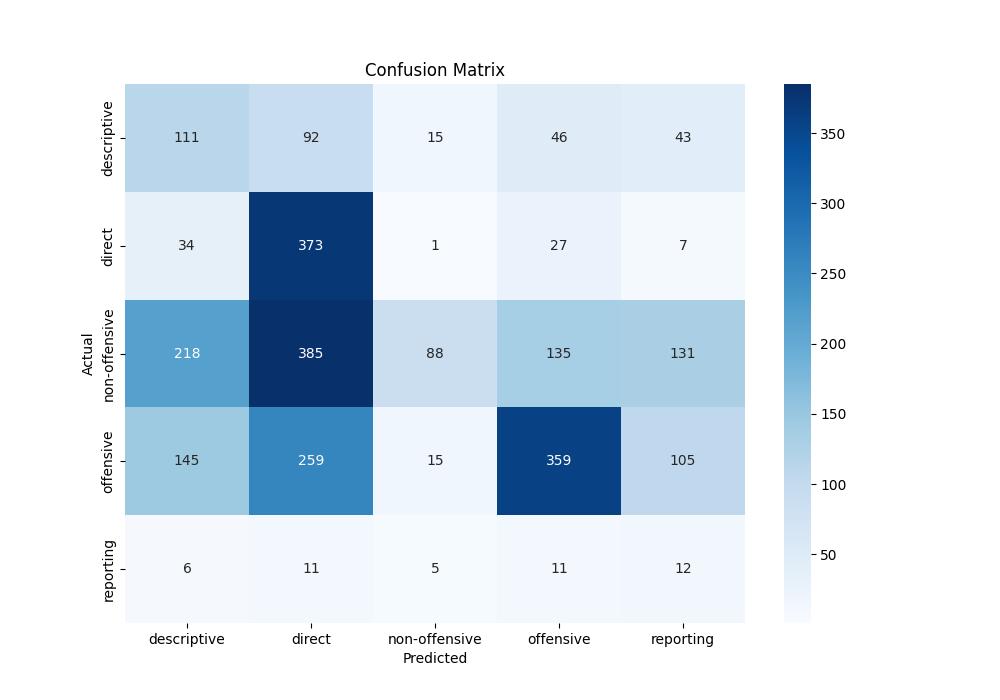 Confusion Matrix
descriptive 111 92 15 46 43
direct 34 373 1 27 7
non-offensive 218 385 88 135 131
offensive 145 259 15 359 105
reporting 6 11 5 11 12
descriptive direct non-offensive offensive reporting
Predicted
Actual
350
300
250
200
150
100
50